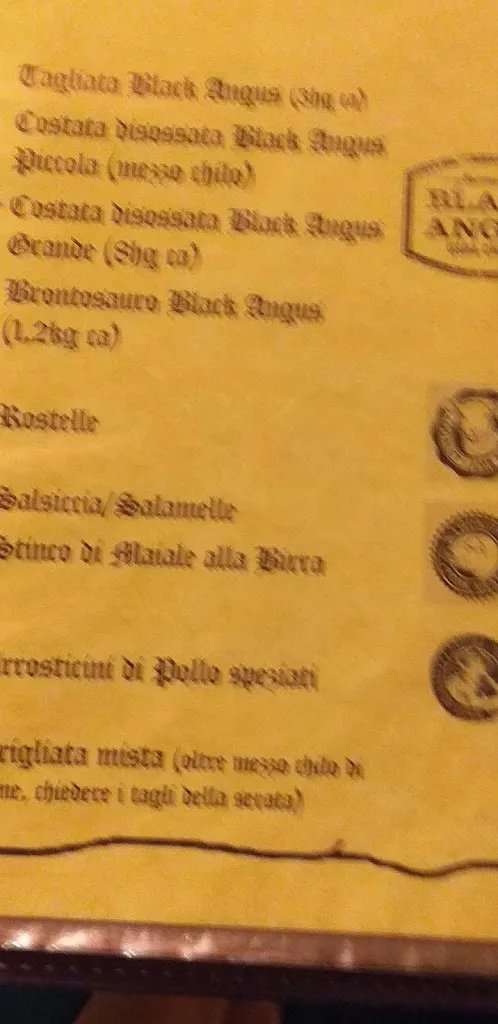 Tagliata Black Angus (3hg ca)
Costata disossata Black Angus
Piccola (mezzo chilo)
- Costata disossata Black Angus
Grande (8hg ca)
BLA
ANG
Brontosauro Black Angus
(1.2kg ca)
Rostelle
Salsiccia/Salamelle
Stinco di Maiale alla Birra
rrosticini di Pollo speziati
rigliata mista (oltre mezzo chilo di
ne, chiedere i tagli della serata)